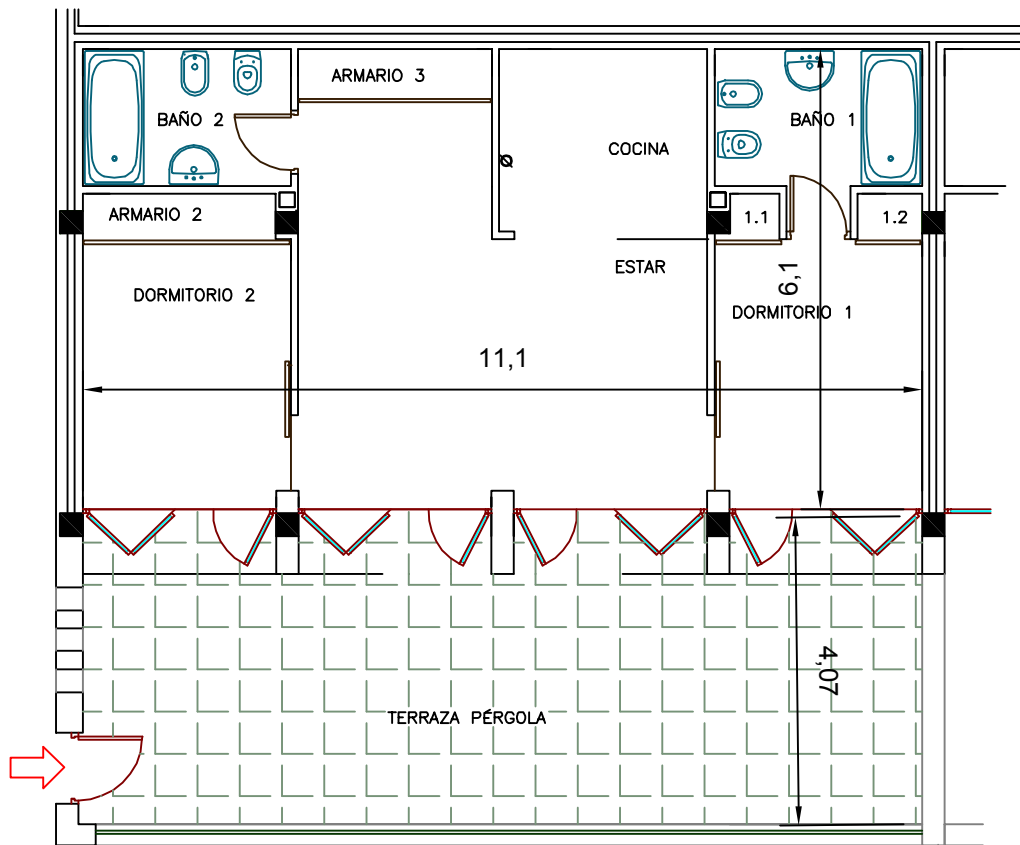 ARMARIO 3
BAÑO 2
BAÑO 1
COCINA
ARMARIO 2
1.1
1.2
ESTAR
6,1
DORMITORIO 2
DORMITORIO 1
11,1
4,07
TERRAZA PÉRGOLA